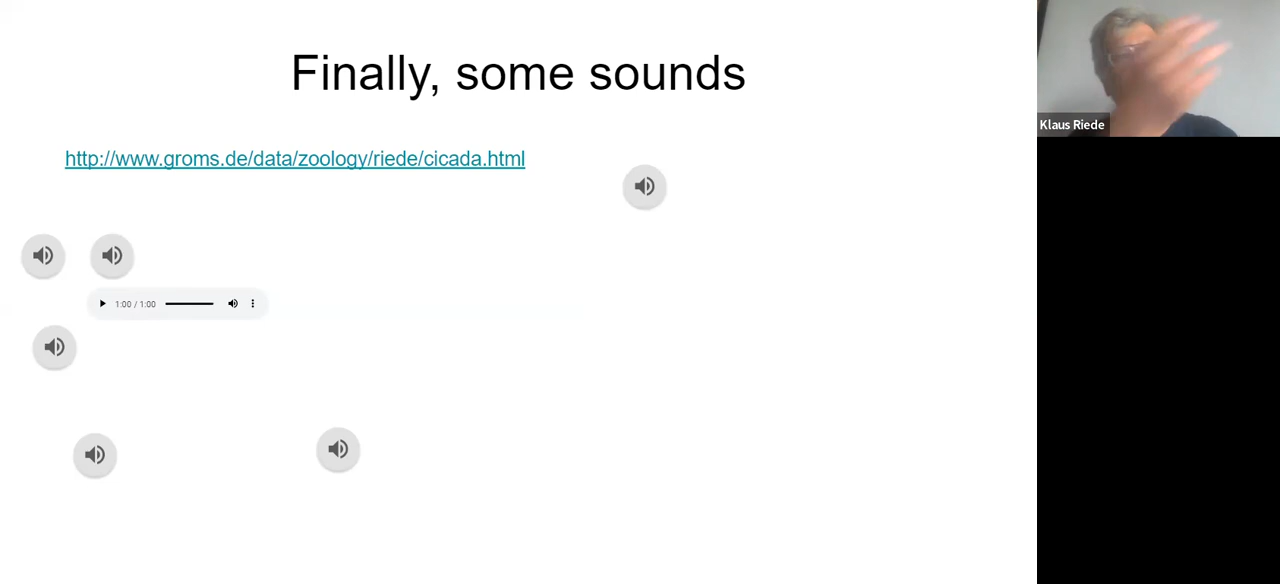 Finally, some sounds
http://www.groms.de/data/zoology/riede/cicada.html
1:00 / 1:00
Klaus Riede